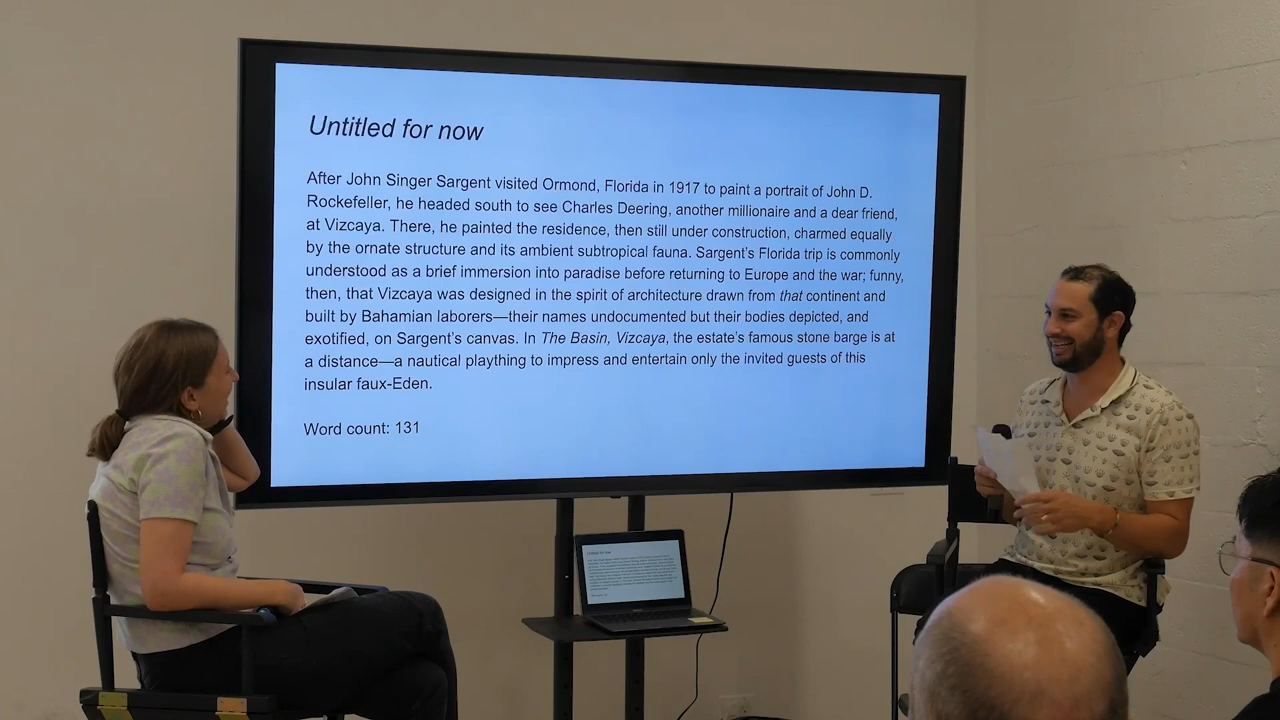 Untitled for now
After John Singer Sargent visited Ormond, Florida in 1917 to paint a portrait of John D.
Rockefeller, he headed south to see Charles Deering, another millionaire and a dear friend,
at Vizcaya. There, he painted the residence, then still under construction, charmed equally
by the ornate structure and its ambient subtropical fauna. Sargent's Florida trip is commonly
understood as a brief immersion into paradise before returning to Europe and the war; funny,
then, that Vizcaya was designed in the spirit of architecture drawn from that continent and
built by Bahamian laborers—their names undocumented but their bodies depicted, and
exotified, on Sargent's canvas. In The Basin, Vizcaya, the estate's famous stone barge is at
a distance—a nautical plaything to impress and entertain only the invited guests of this
insular faux-Eden.
Word count: 131
Untitled for now